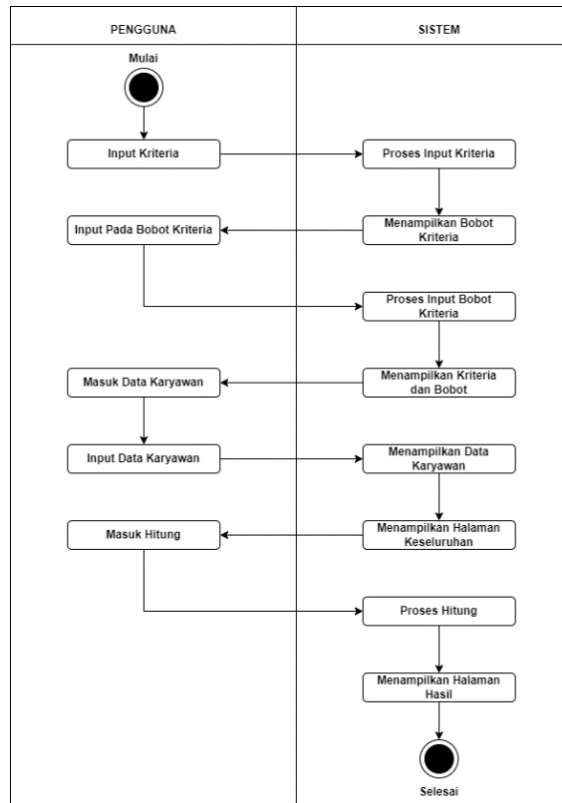 PENGGUNA
SISTEM
Mulai
Input Kriteria
Proses Input Kriteria
Input Pada Bobot Kriteria
Menampilkan Bobot
Kriteria
Proses Input Bobot
Kriteria
Masuk Data Karyawan
Menampilkan Kriteria
dan Bobot
Input Data Karyawan
Menampilkan Data
Karyawan
Masuk Hitung
Menampilkan Halaman
Keseluruhan
Proses Hitung
Menampilkan Halaman
Hasil
Selesai